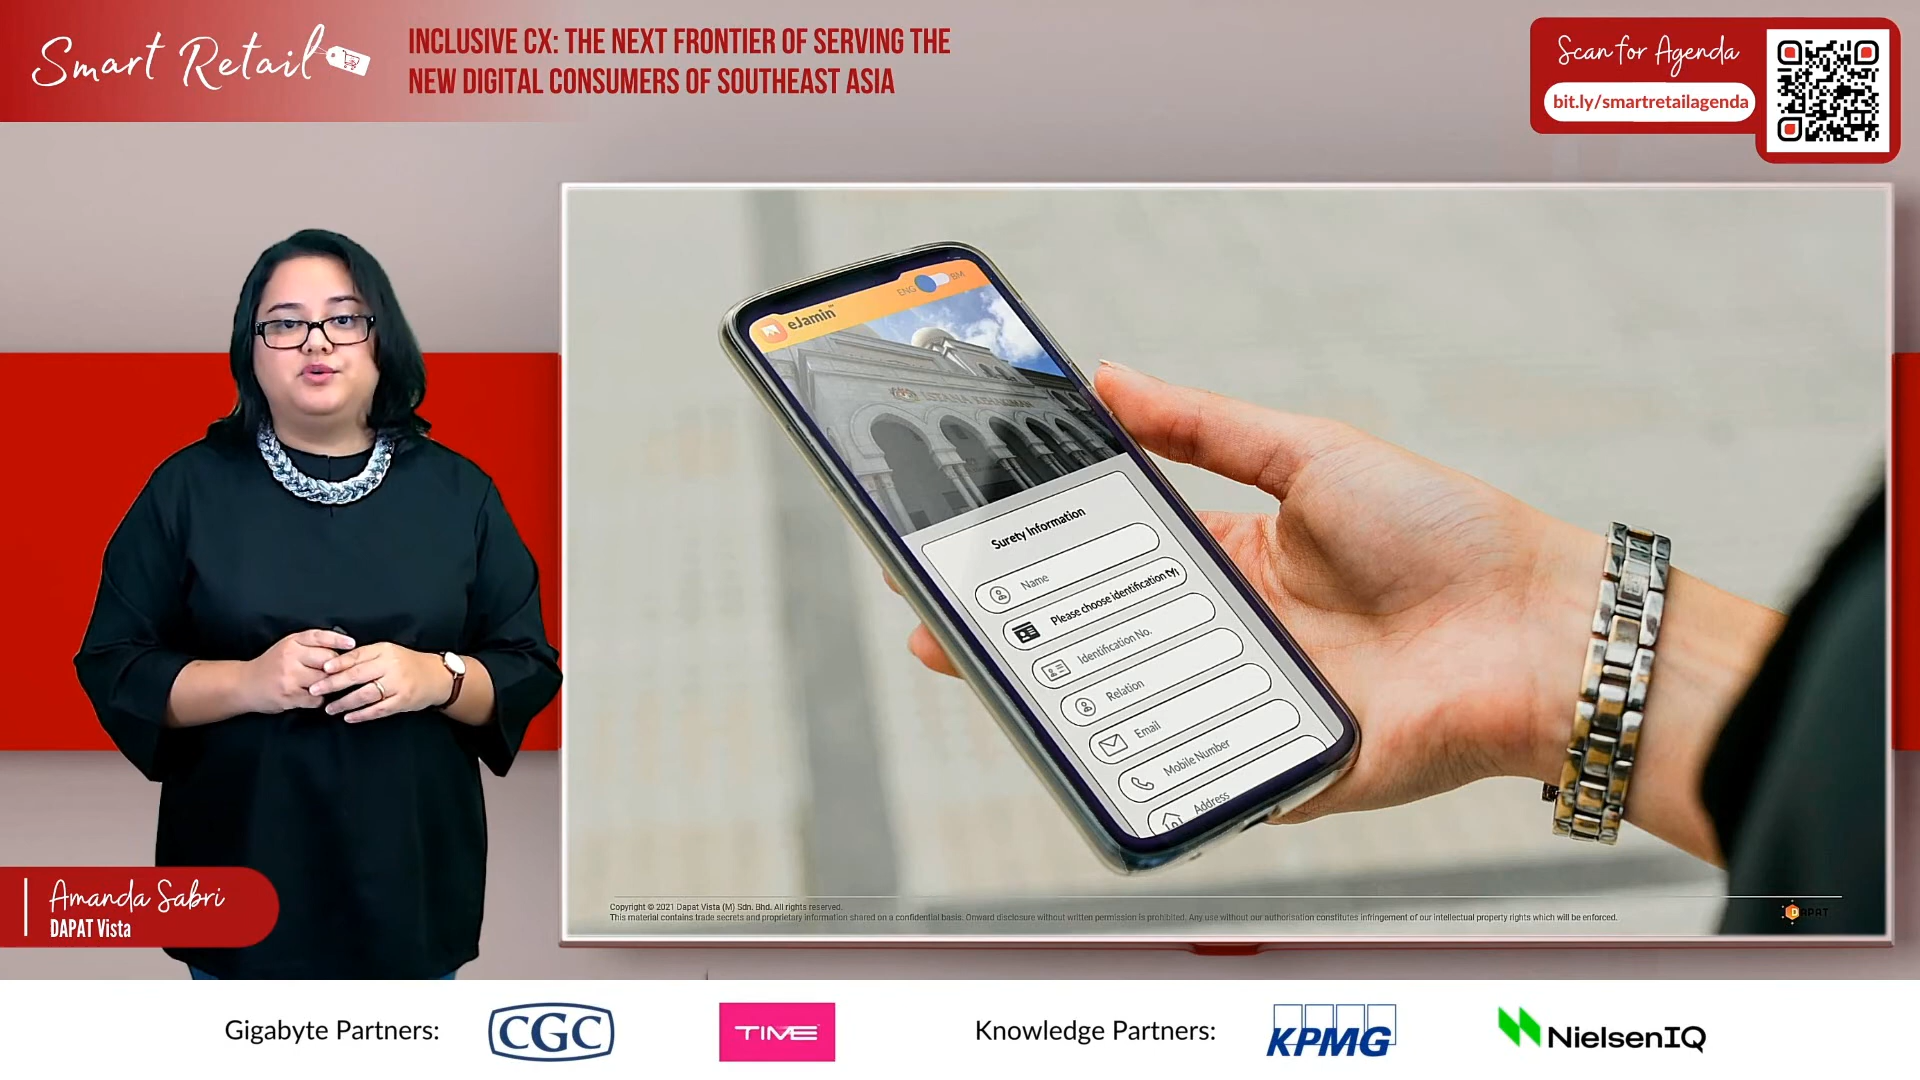 Smart Retail
INCLUSIVE CX: THE NEXT FRONTIER OF SERVING THE
NEW DIGITAL CONSUMERS OF SOUTHEAST ASIA
Scan for Agenda
bit.ly/smartretailagenda
ENG BM
eJamin
ISTANA KEHAKIMAN
Surety Information
Name
Please choose identification
Identification No.
Relation
Email
Mobile Number
Address
Copyright © 2021 Dapat Vista (M) Sdn. Bhd. All rights reserved.
This material contains trade secrets and proprietary information shared on a confidential basis. Onward disclosure without written permission is prohibited. Any use without our authorisation constitutes infringement of our intellectual property rights which will be enforced.
DAPAT
Amanda Sabri
DAPAT Vista
Gigabyte Partners:
CGC
TIME
Knowledge Partners:
KPMG
NielsenIQ